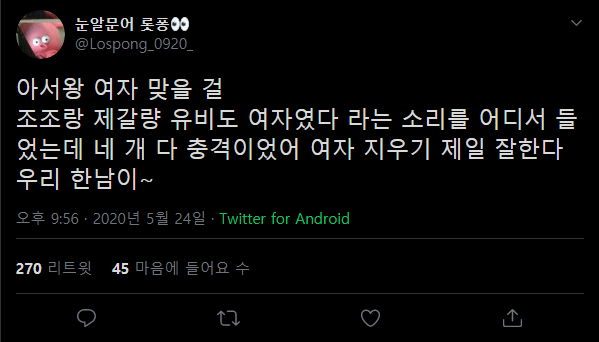 눈알문어 롯퐁👀
@Lospong_0920_
아서왕 여자 맞을 걸
조조랑 제갈량 유비도 여자였다 라는 소리를 어디서 들
었는데 네 개 다 충격이었어 여자 지우기 제일 잘한다
우리 한남이~
오후 9:56 · 2020년 5월 24일 · Twitter for Android
270 리트윗 45 마음에 들어요 수